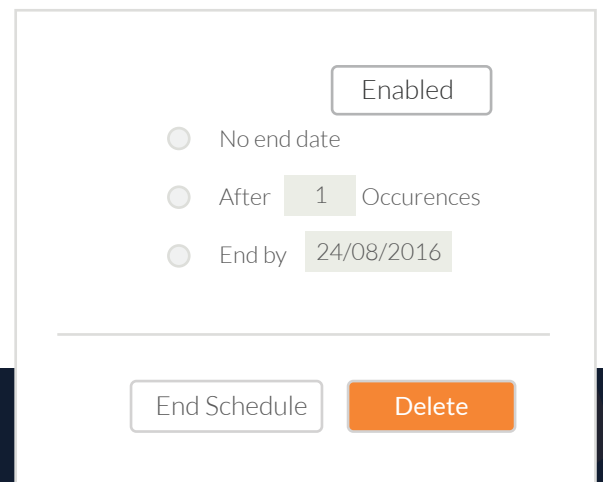 Enabled
No end date
After 1 Occurences
End by 24/08/2016
End Schedule Delete